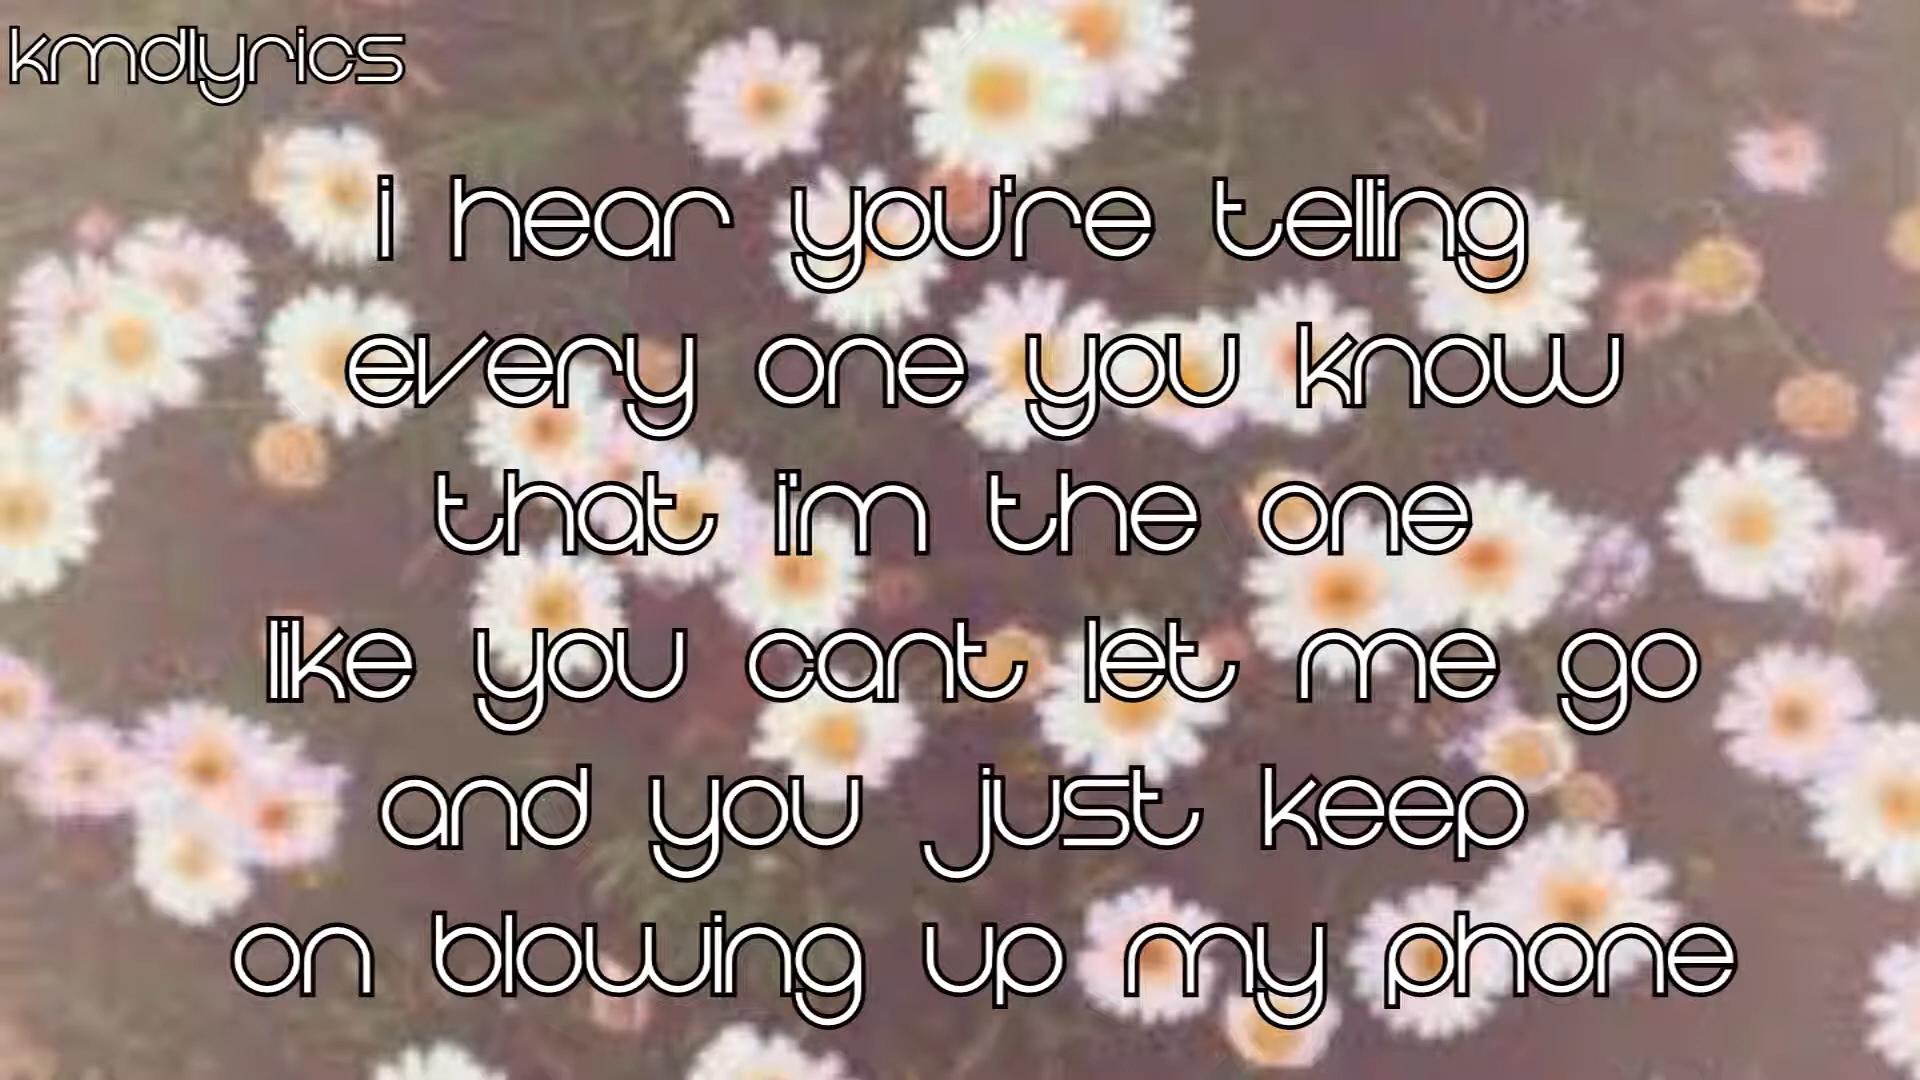 kmdlyrics
i hear you're telling
every one you know
that i'm the one
like you cant let me go
and you just keep
on blowing up my phone